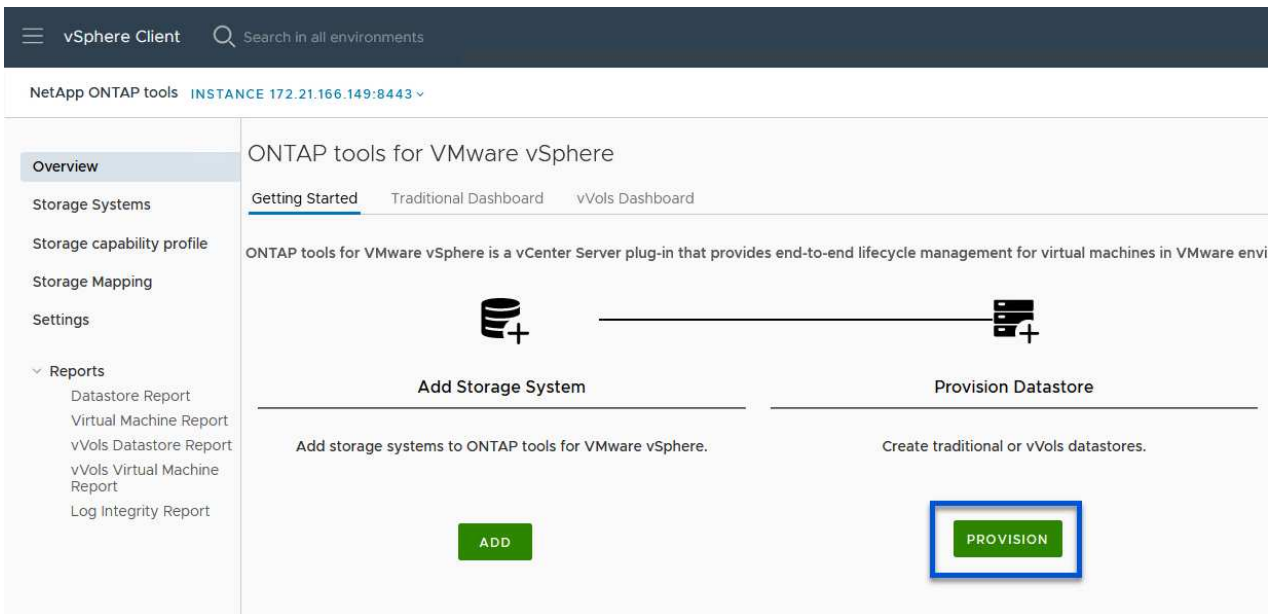 vSphere Client
Search in all environments
NetApp ONTAP tools INSTANCE 172.21.166.149:8443
Overview
Storage Systems
Storage capability profile
Storage Mapping
Settings
Reports
Datastore Report
Virtual Machine Report
vVols Datastore Report
vVols Virtual Machine
Report
Log Integrity Report
ONTAP tools for VMware vSphere
Getting Started Traditional Dashboard vVols Dashboard
ONTAP tools for VMware vSphere is a vCenter Server plug-in that provides end-to-end lifecycle management for virtual machines in VMware envi
Add Storage System
Add storage systems to ONTAP tools for VMware vSphere.
ADD
Provision Datastore
Create traditional or vVols datastores.
PROVISION